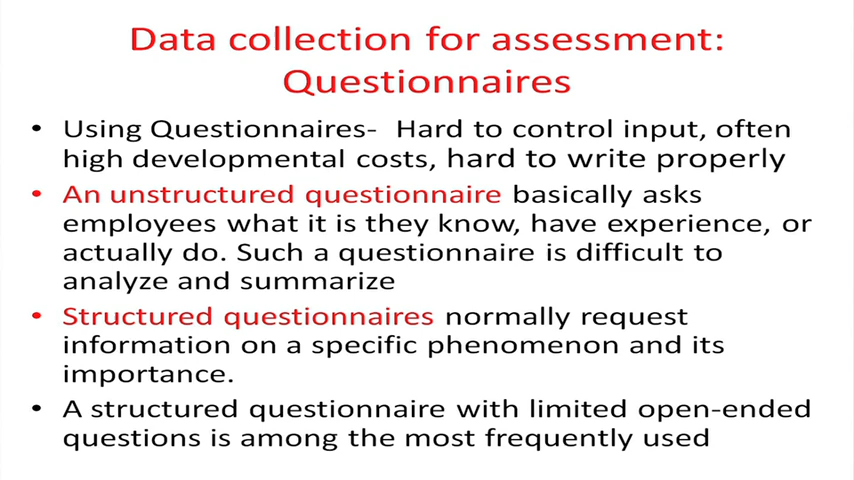 Data collection for assessment:
Questionnaires
• Using Questionnaires-  Hard to control input, often
high developmental costs, hard to write properly
• An unstructured questionnaire basically asks
employees what it is they know, have experience, or
actually do. Such a questionnaire is difficult to
analyze and summarize
• Structured questionnaires normally request
information on a specific phenomenon and its
importance.
• A structured questionnaire with limited open-ended
questions is among the most frequently used